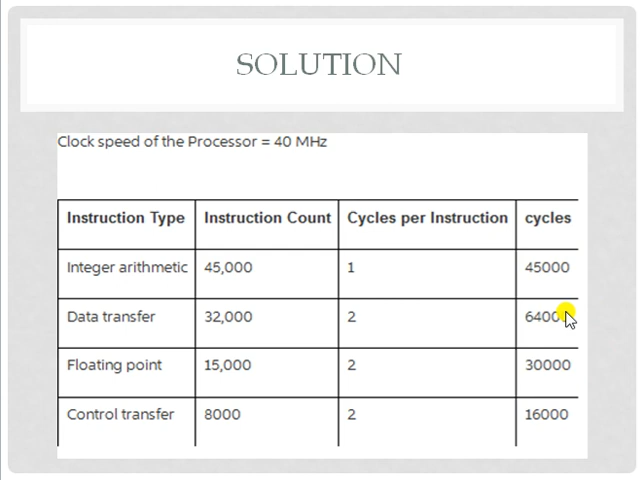 SOLUTION
Clock speed of the Processor = 40 MHz
Instruction Type Instruction Count Cycles per Instruction cycles
Integer arithmetic 45,000 1 45000
Data transfer 32,000 2 64000
Floating point 15,000 2 30000
Control transfer 8000 2 16000